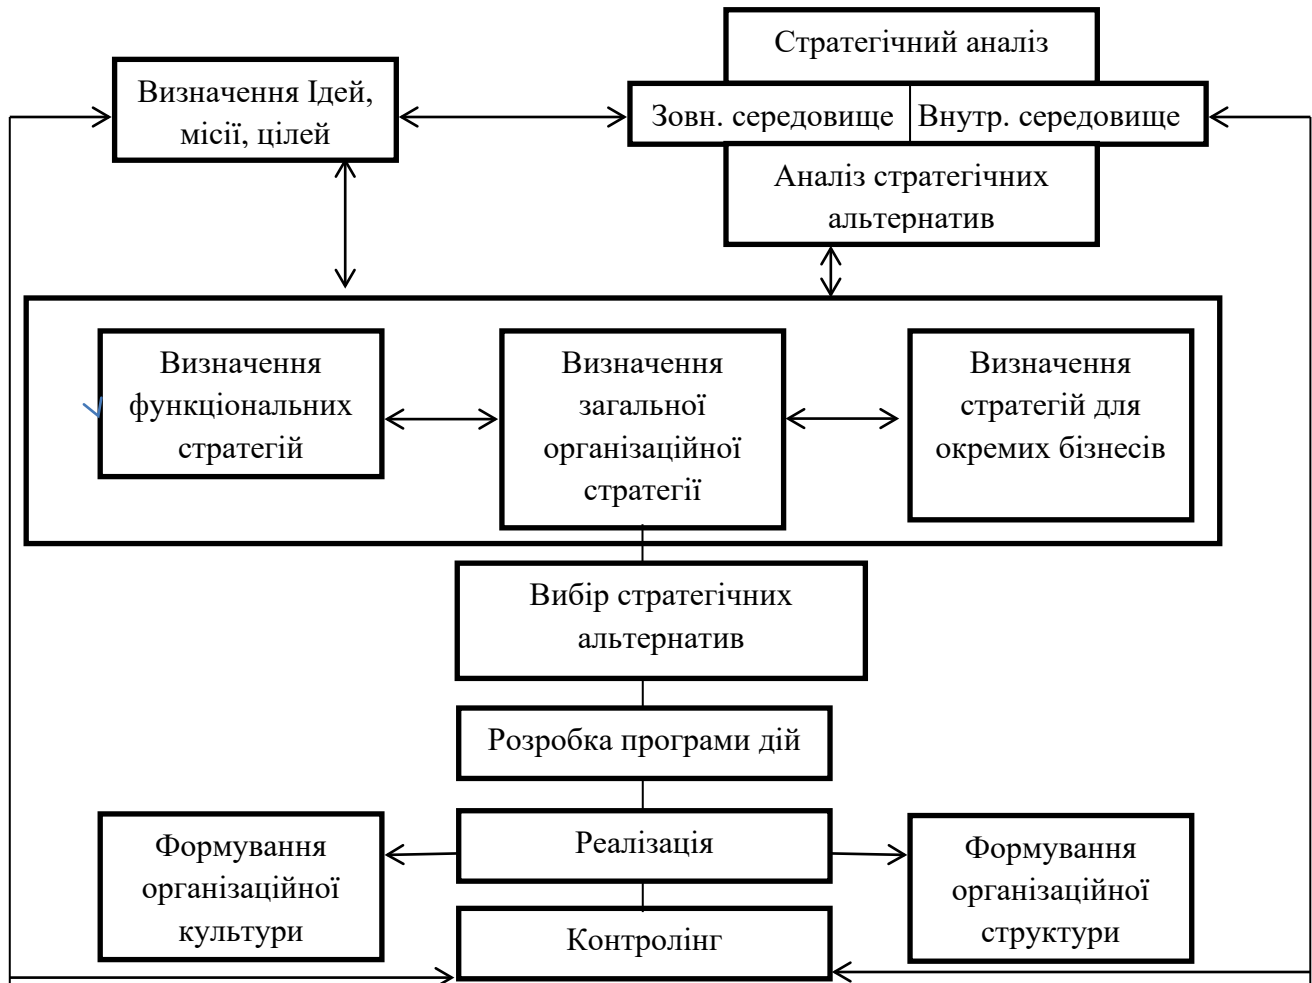 Стратегічний аналіз
Визначення Ідей,
місії, цілей
Зовн. середовище
Внутр. середовище
Аналіз стратегічних
альтернатив
Визначення
функціональних
стратегій
Визначення
загальної
організаційної
стратегії
Визначення
стратегій для
окремих бізнесів
Вибір стратегічних
альтернатив
Розробка програми дій
Реалізація
Формування
організаційної
культури
Формування
організаційної
структури
Контролінг